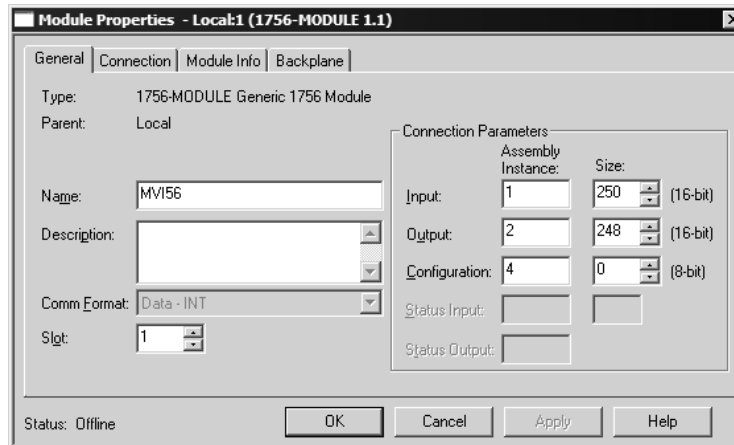 Module Properties - Local:1 (1756-MODULE 1.1)
General
Connection
Module Info
Backplane
Type: 1756-MODULE Generic 1756 Module
Parent: Local
Connection Parameters
Assembly Instance:
Size:
Name: MVI56
Input: 1 250 (16-bit)
Description:
Output: 2 248 (16-bit)
Configuration: 4 0 (8-bit)
Comm Format: Data - INT
Status Input:
Slot: 1
Status Output:
Status: Offline
OK
Cancel
Apply
Help